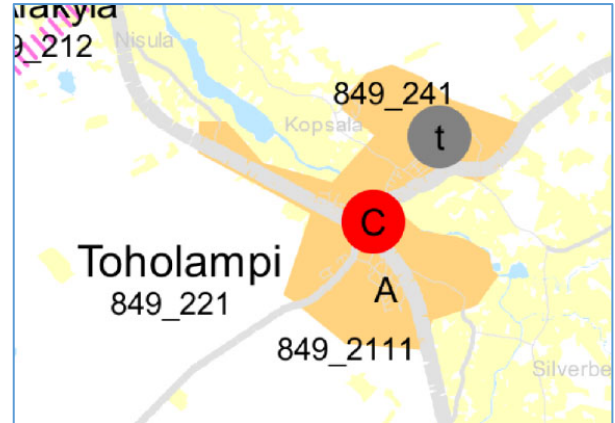 9_212
Nisula
849_241
Kopsala
t
C
Toholampi
849_221
A
849_2111
Silverbe